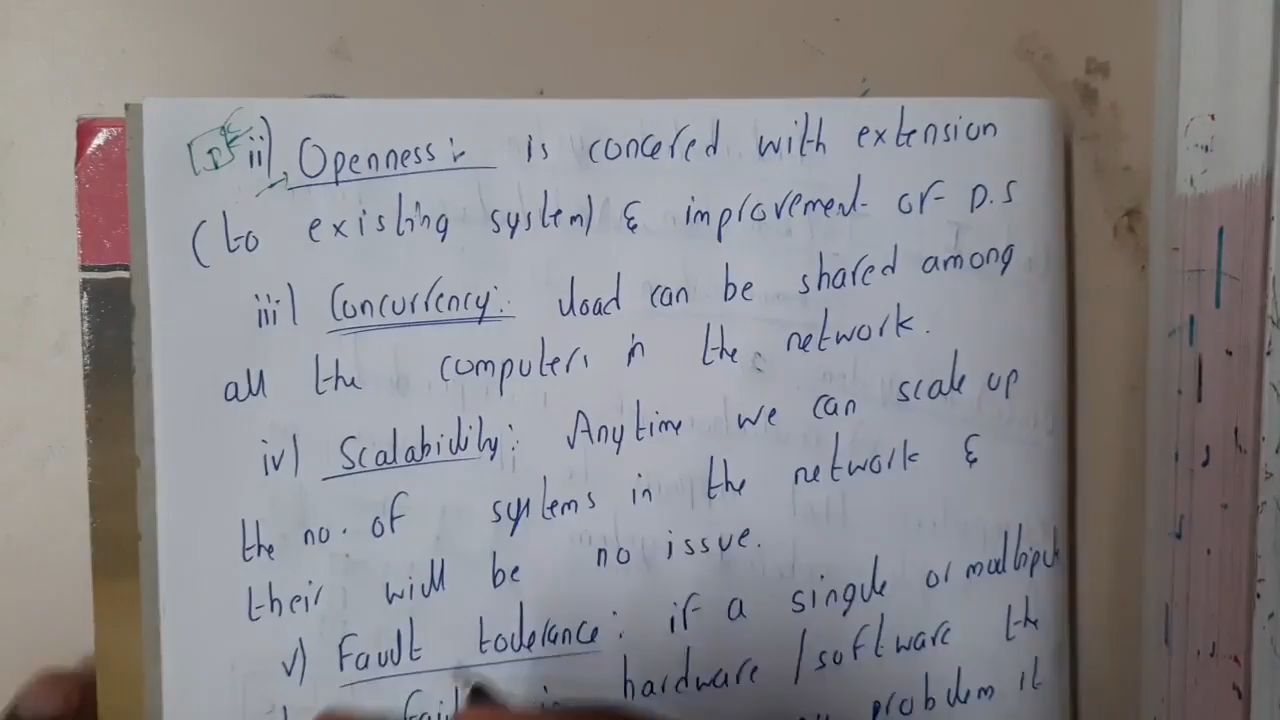 ii) Openness:- is concered with extension
(to existing system) & improvement of D.S
iii) Concurrency: load can be shared among
all the computers in the network.
iv) Scalability: Anytime we can scale up
the no. of systems in the network &
their will be no issue.
v) Fault tolerance: if a single or multiple
in hardware / software the
problem it